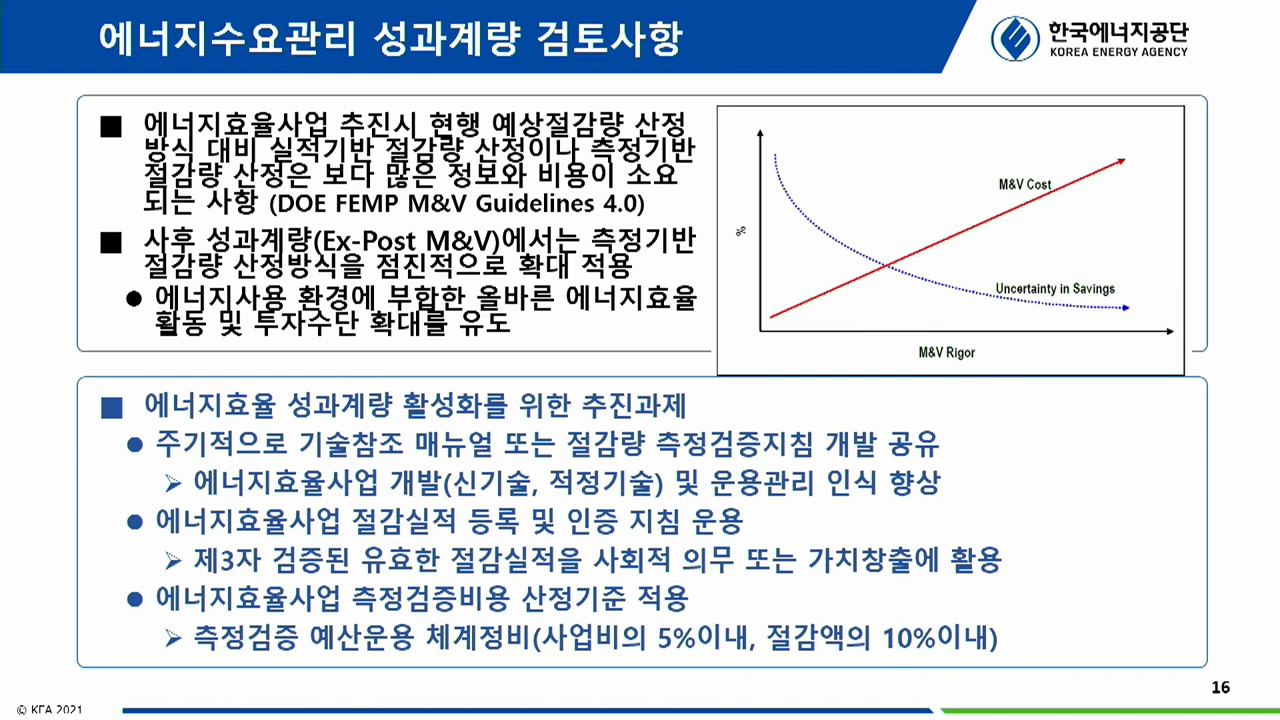 에너지수요관리 성과계량 검토사항
한국에너지공단
KOREA ENERGY AGENCY
■ 에너지효율사업 추진시 현행 예상절감량 산정
방식 대비 실적기반 절감량 산정이나 측정기반
절감량 산정은 보다 많은 정보와 비용이 소요
되는 사항 (DOE FEMP M&V Guidelines 4.0)
■ 사후 성과계량(Ex-Post M&V)에서는 측정기반
절감량 산정방식을 점진적으로 확대 적용
● 에너지사용 환경에 부합한 올바른 에너지효율
활동 및 투자수단 확대를 유도
%
M&V Cost
Uncertainty in Savings
M&V Rigor
■ 에너지효율 성과계량 활성화를 위한 추진과제
● 주기적으로 기술참조 매뉴얼 또는 절감량 측정검증지침 개발 공유
➢ 에너지효율사업 개발(신기술, 적정기술) 및 운용관리 인식 향상
● 에너지효율사업 절감실적 등록 및 인증 지침 운용
➢ 제3자 검증된 유효한 절감실적을 사회적 의무 또는 가치창출에 활용
● 에너지효율사업 측정검증비용 산정기준 적용
➢ 측정검증 예산운용 체계정비(사업비의 5%이내, 절감액의 10%이내)
16
© KEA 2021